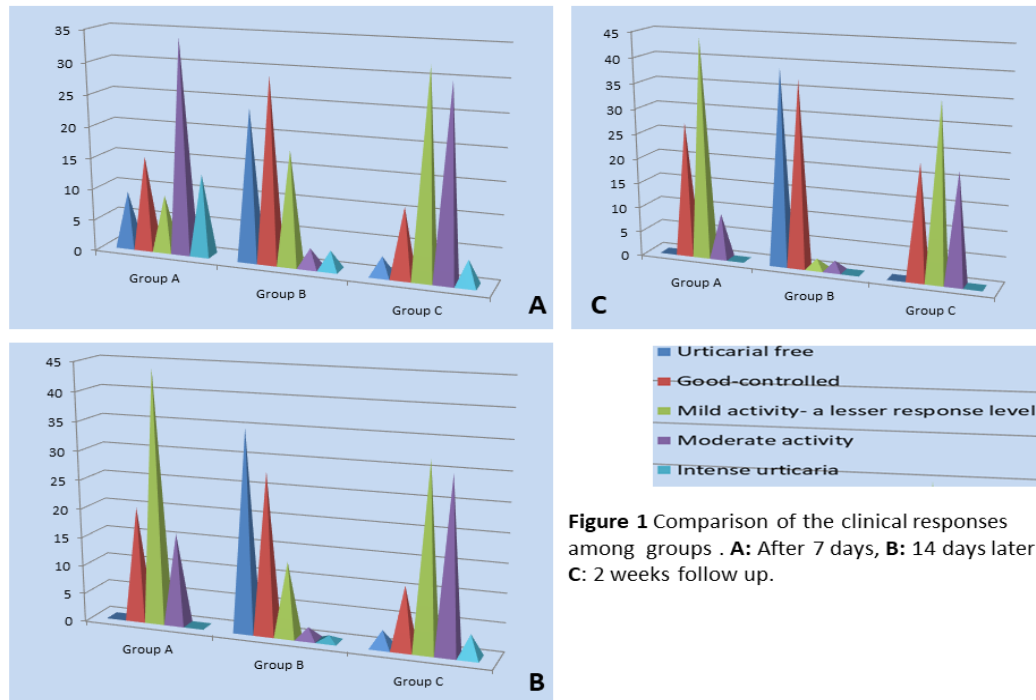 35
30
25
20
15
10
5
0
Group A
Group B
Group C
A
45
40
35
30
25
20
15
10
5
0
Group A
Group B
Group C
C
45
40
35
30
25
20
15
10
5
0
Group A
Group B
Group C
B
Urticarial free
Good-controlled
Mild activity- a lesser response level
Moderate activity
Intense urticaria
Figure 1 Comparison of the clinical responses
among groups . A: After 7 days, B: 14 days later
C: 2 weeks follow up.